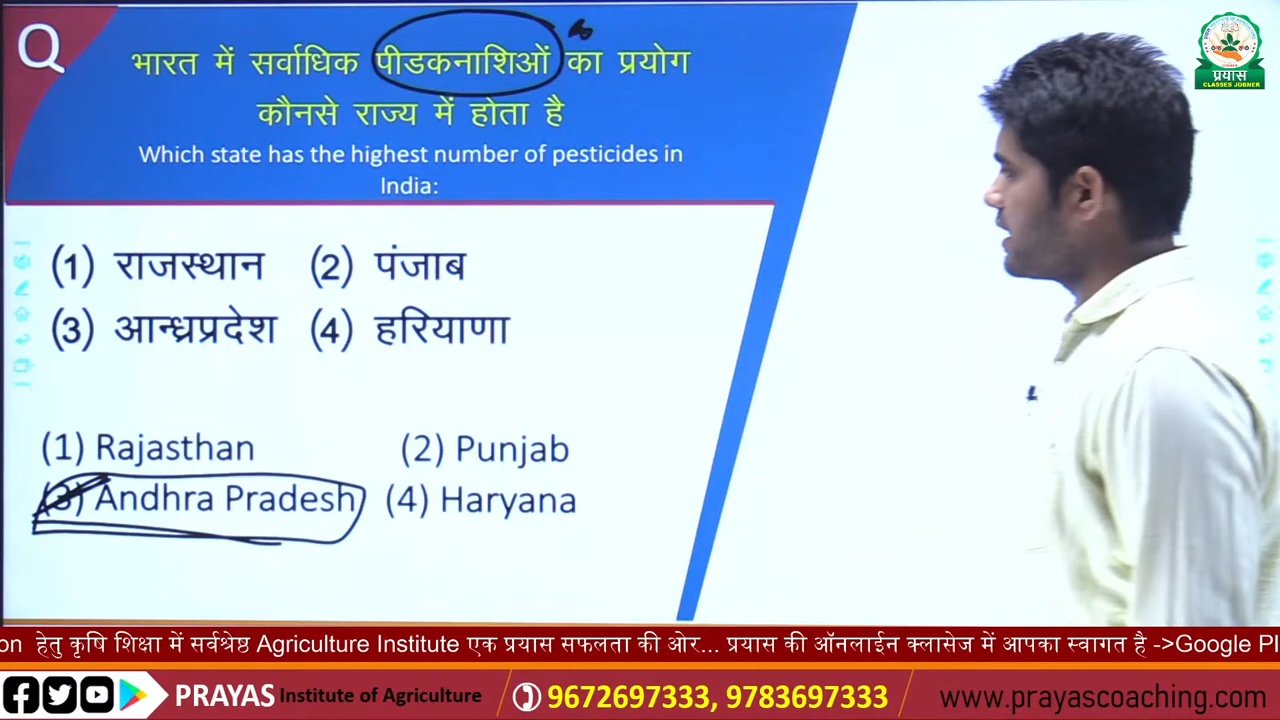 Q
भारत में सर्वाधिक पीडकनाशिओं का प्रयोग
कौनसे राज्य में होता है
Which state has the highest number of pesticides in
India:
(1) राजस्थान (2) पंजाब
(3) आन्ध्रप्रदेश (4) हरियाणा
(1) Rajasthan (2) Punjab
(3) Andhra Pradesh (4) Haryana
प्रयास
CLASSES JOBNER
on हेतु कृषि शिक्षा में सर्वश्रेष्ठ Agriculture Institute एक प्रयास सफलता की ओर... प्रयास की ऑनलाईन क्लासेज में आपका स्वागत है ->Google Pl
PRAYAS Institute of Agriculture 9672697333, 9783697333 www.prayascoaching.com